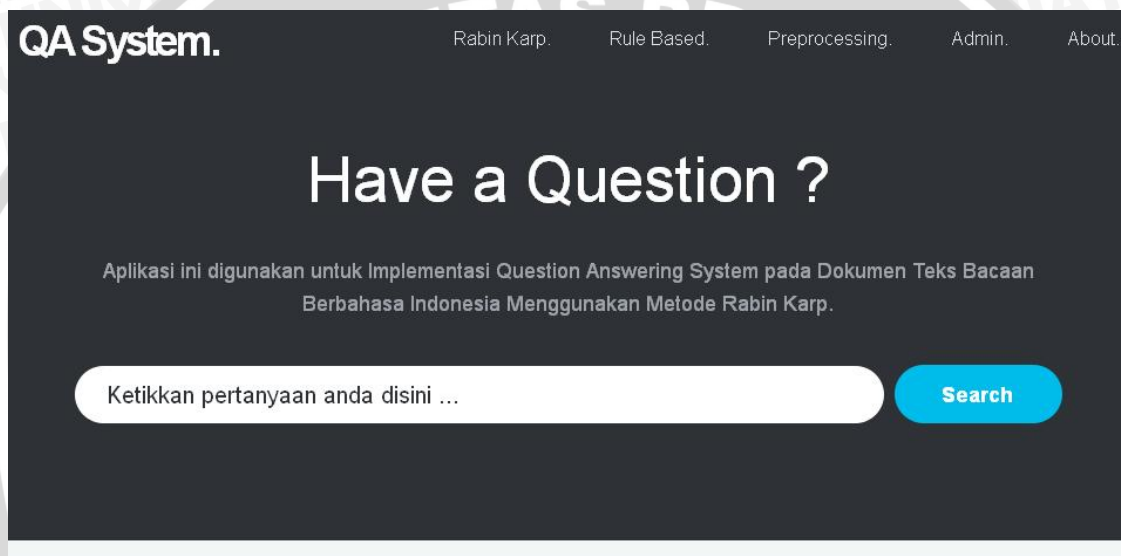 QA System.
Rabin Karp. Rule Based. Preprocessing. Admin. About.
Have a Question ?
Aplikasi ini digunakan untuk Implementasi Question Answering System pada Dokumen Teks Bacaan
Berbahasa Indonesia Menggunakan Metode Rabin Karp.
Ketikkan pertanyaan anda disini ...
Search